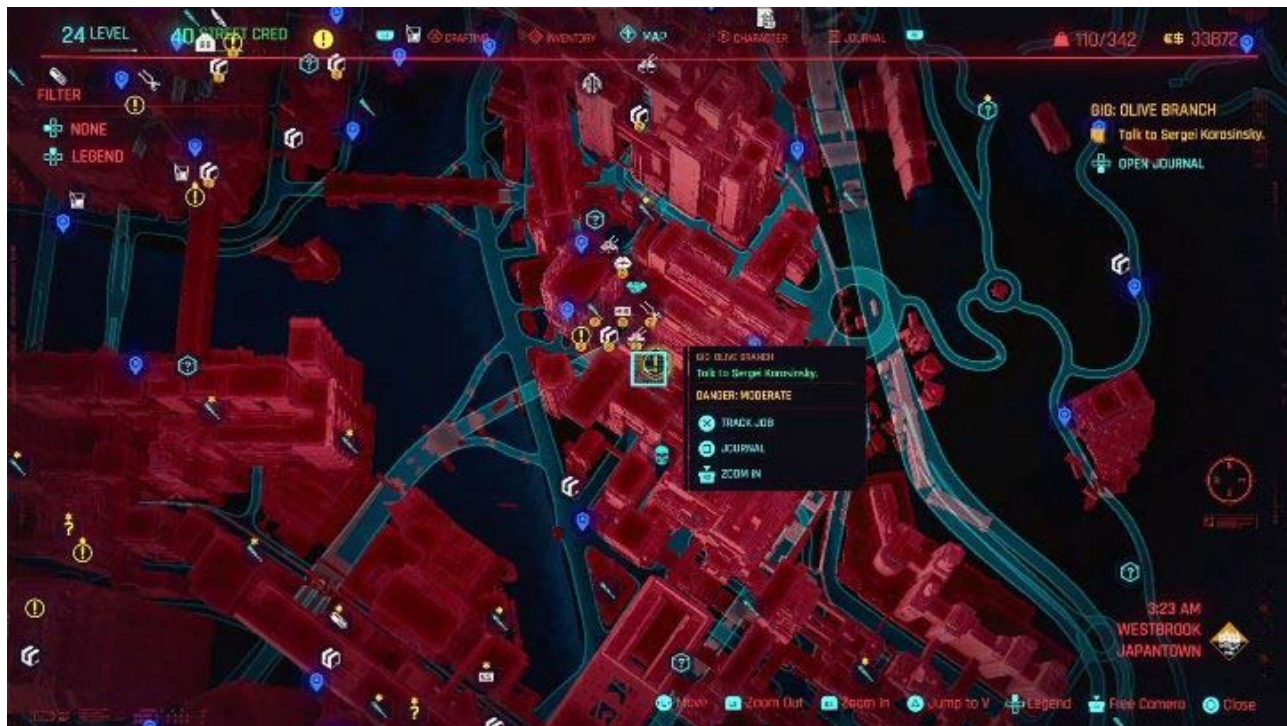 24 LEVEL
40 STREET CRED
CRAFTING
INVENTORY
MAP
CHARACTER
JOURNAL
110/342
€$ 33872
FILTER
NONE
LEGEND
GIG: OLIVE BRANCH
Talk to Sergei Karasinsky.
OPEN JOURNAL
GIG: OLIVE BRANCH
Talk to Sergei Karasinsky.
DANGER: MODERATE
TRACK JOB
JOURNAL
ZOOM IN
3:23 AM
WESTBROOK
JAPANTOWN
Move
Zoom Out
Zoom In
Jump to V
Legend
Free Camera
Close